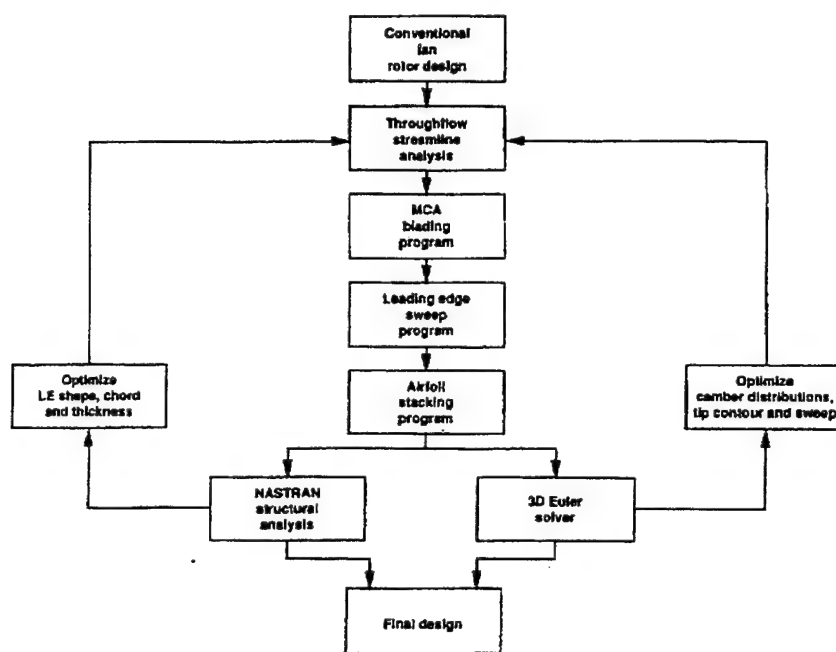 Conventional
fan
rotor design
Throughflow
streamline
analysis
MCA
blading
program
Leading edge
sweep
program
Airfoil
stacking
program
Optimize
LE shape, chord
and thickness
Optimize
camber distributions,
tip contour and sweep
NASTRAN
structural
analysis
3D Euler
solver
Final design